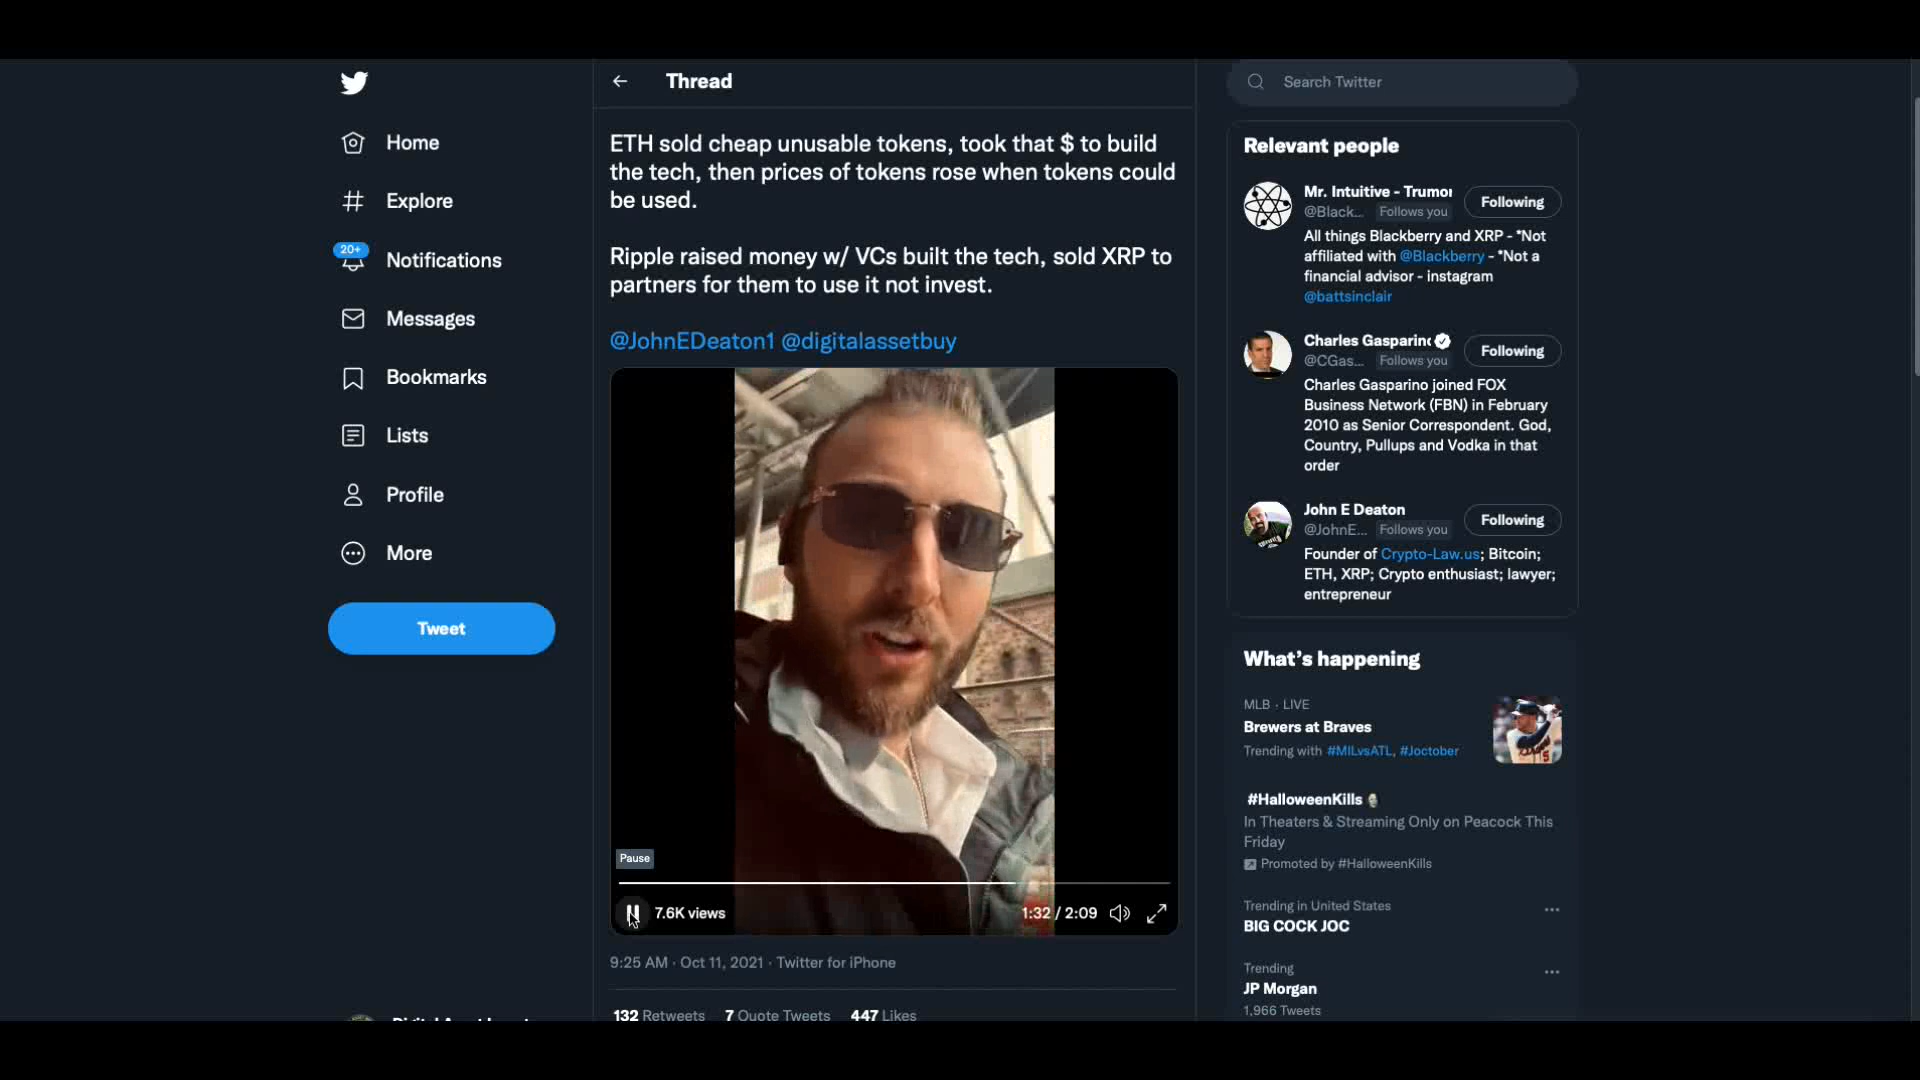 Thread
Search Twitter
Home
Explore
20+
Notifications
Messages
Bookmarks
Lists
Profile
More
Tweet
ETH sold cheap unusable tokens, took that $ to build
the tech, then prices of tokens rose when tokens could
be used.
Ripple raised money w/ VCs built the tech, sold XRP to
partners for them to use it not invest.
@JohnEDeaton1 @digitalassetbuy
Pause
7.6K views
1:32 / 2:09
9:25 AM · Oct 11, 2021 · Twitter for iPhone
132 Retweets 7 Quote Tweets 447 Likes
Relevant people
Mr. Intuitive - Trumor
Following
@Black... Follows you
All things Blackberry and XRP - *Not
affiliated with @Blackberry - *Not a
financial advisor - instagram
@battsinclair
Charles Gasparino
Following
@CGas... Follows you
Charles Gasparino joined FOX
Business Network (FBN) in February
2010 as Senior Correspondent. God,
Country, Pullups and Vodka in that
order
John E Deaton
Following
@JohnE... Follows you
Founder of Crypto-Law.us; Bitcoin;
ETH, XRP; Crypto enthusiast; lawyer;
entrepreneur
What's happening
MLB · LIVE
Brewers at Braves
Trending with #MILvsATL, #Joctober
#HalloweenKills
In Theaters & Streaming Only on Peacock This
Friday
Promoted by #HalloweenKills
Trending in United States
BIG COCK JOC
Trending
JP Morgan
1,966 Tweets